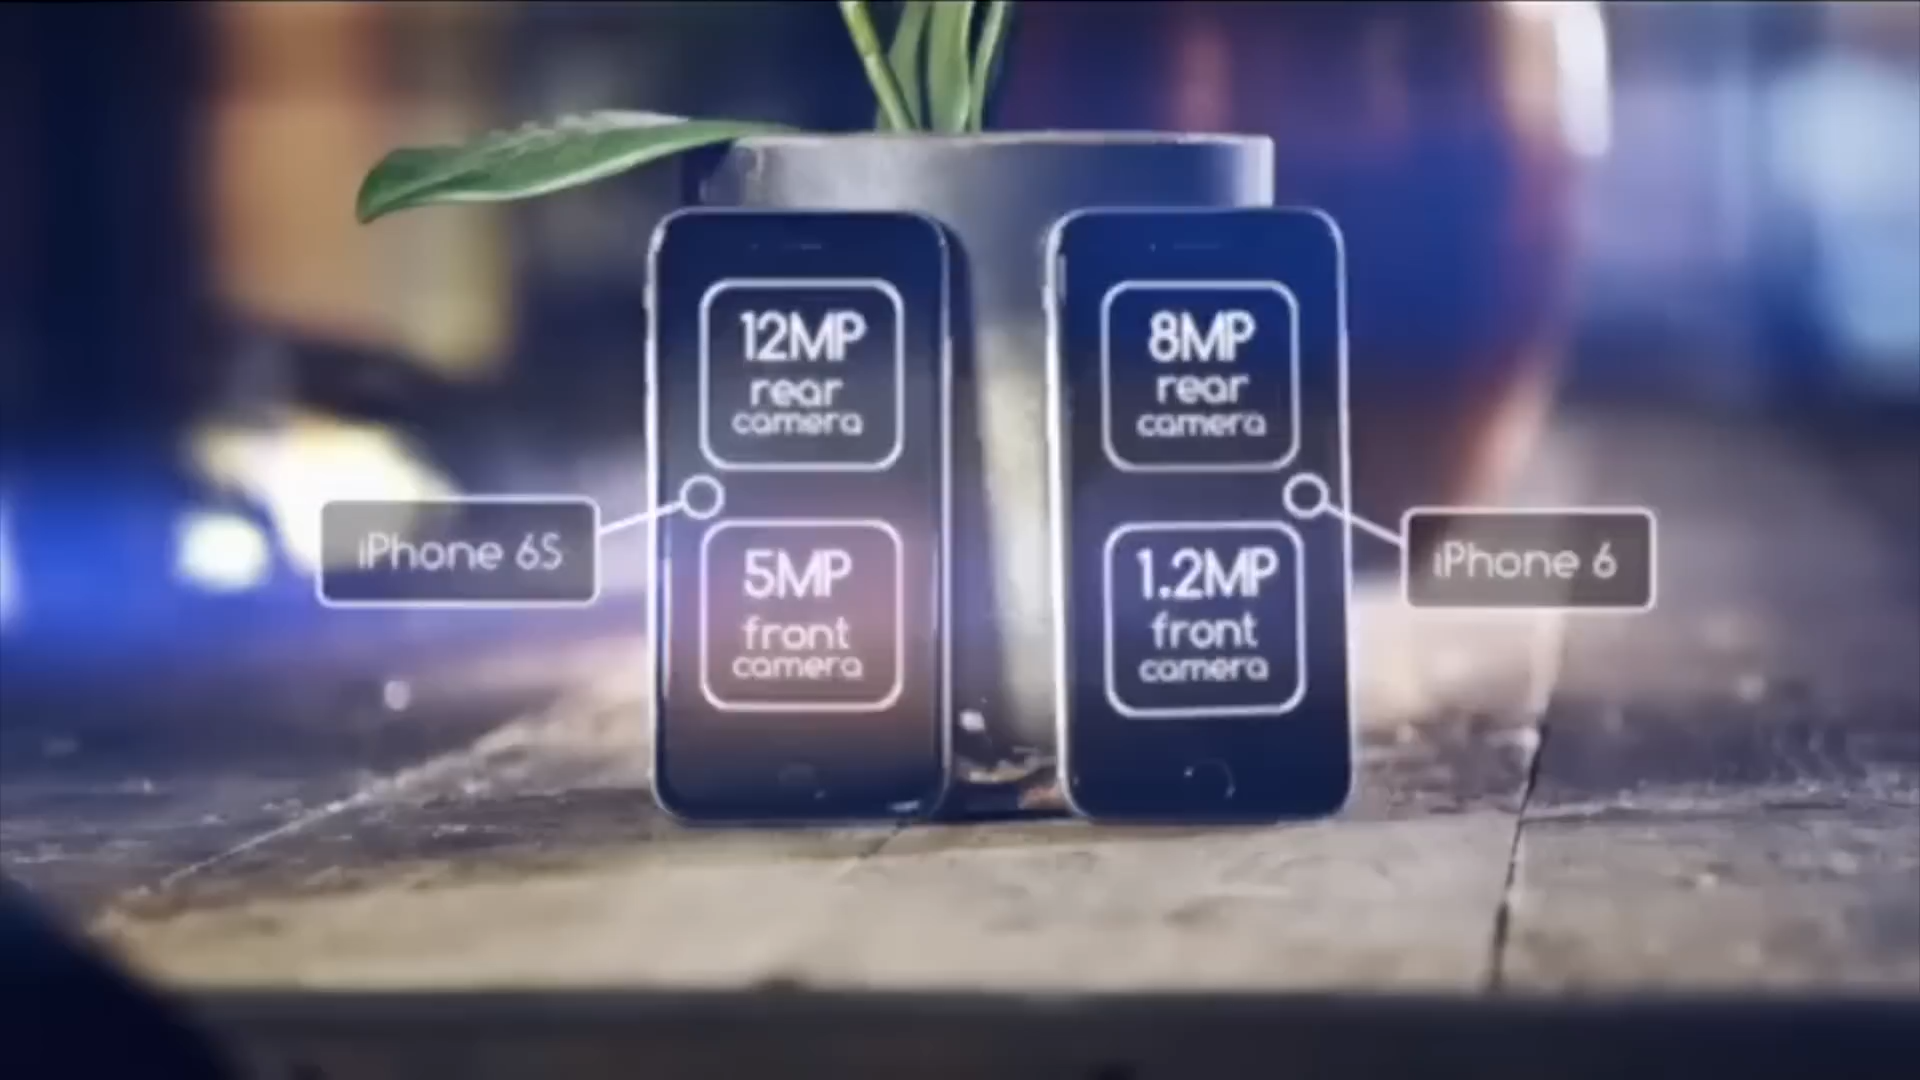 12MP
rear
camera
8MP
rear
camera
iPhone 6S
iPhone 6
5MP
front
camera
1.2MP
front
camera